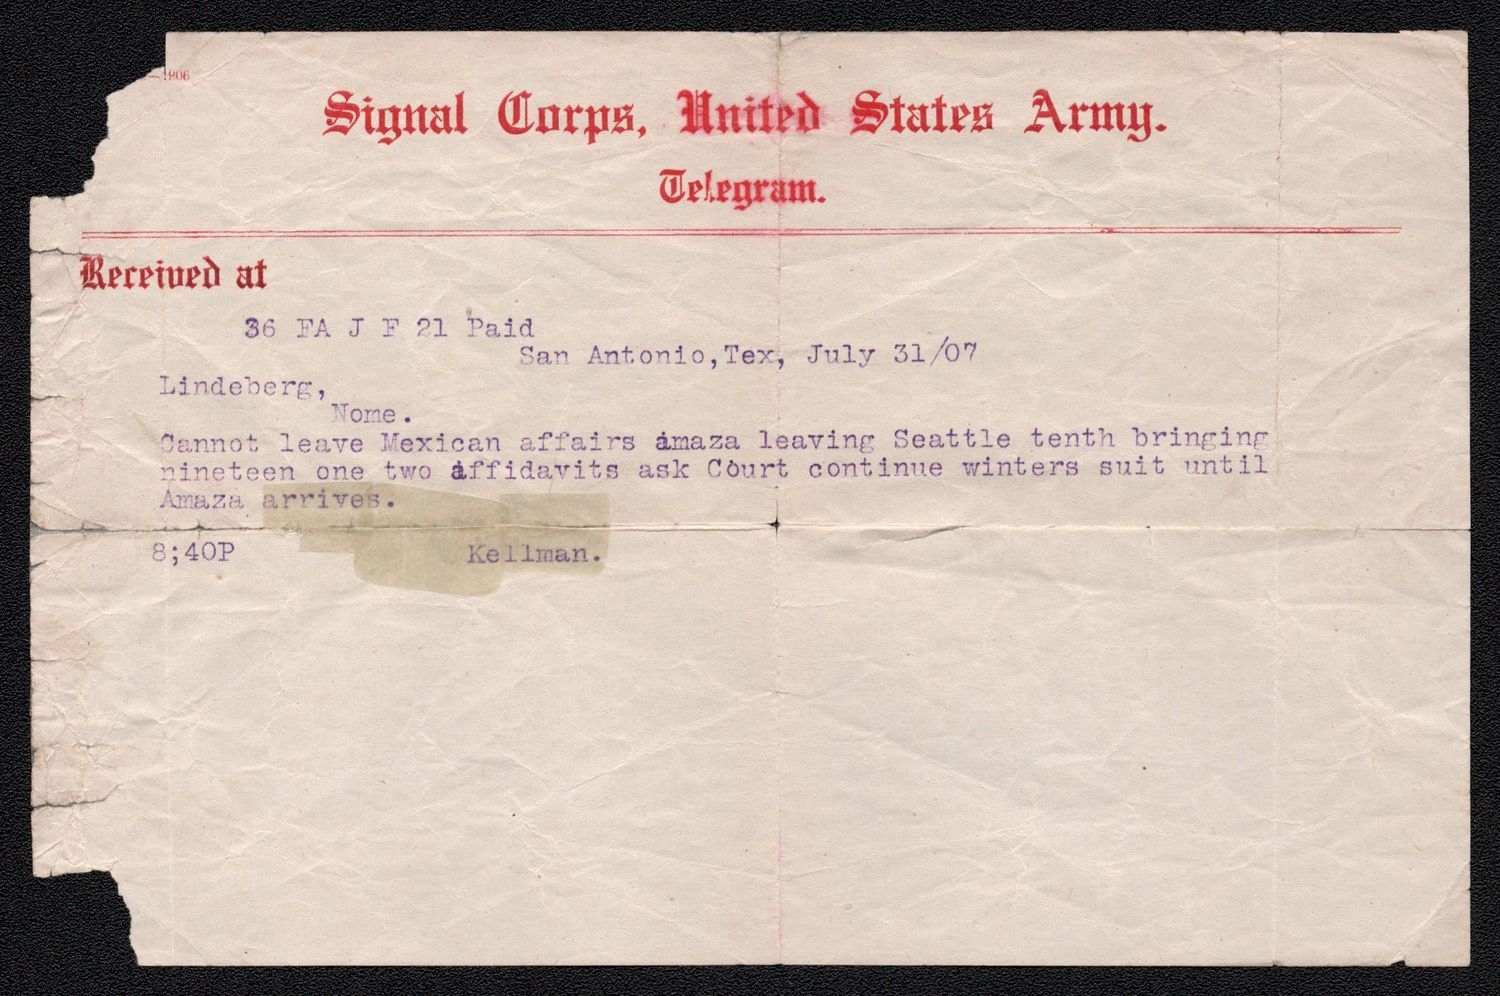 —1906
Signal Corps, United States Army.
Telegram.
Received at
36 FA J F 21 Paid
San Antonio,Tex, July 31/07
Lindeberg,
Nome.
Cannot leave Mexican affairs amaza leaving Seattle tenth bringing
nineteen one two affidavits ask Court continue winters suit until
Amaza arrives.
8;40P Kellman.